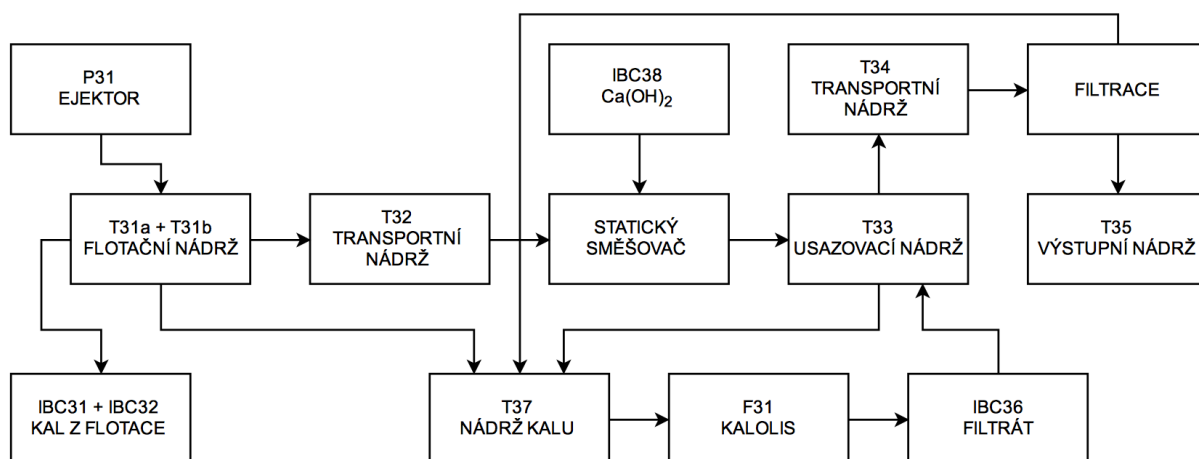 P31
EJEKTOR
IBC38
Ca(OH)₂
T34
TRANSPORTNÍ
NÁDRŽ
FILTRACE
T31a + T31b
FLOTAČNÍ NÁDRŽ
T32
TRANSPORTNÍ
NÁDRŽ
STATICKÝ
SMĚŠOVAČ
T33
USAZOVACÍ NÁDRŽ
T35
VÝSTUPNÍ NÁDRŽ
IBC31 + IBC32
KAL Z FLOTACE
T37
NÁDRŽ KALU
F31
KALOLIS
IBC36
FILTRÁT